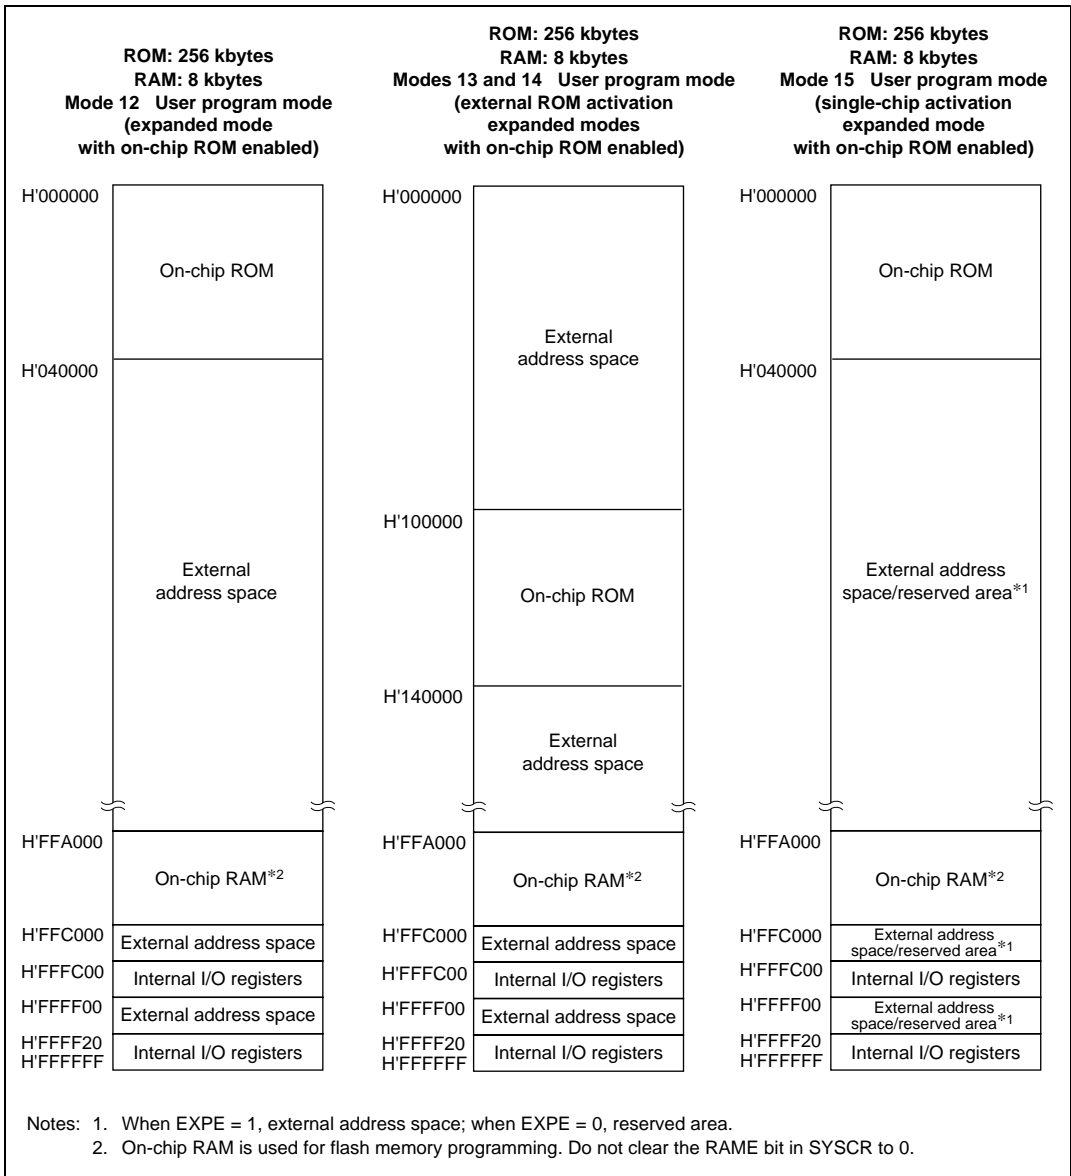 ROM: 256 kbytes
RAM: 8 kbytes
Mode 12 User program mode
(expanded mode
with on-chip ROM enabled)
H'000000
On-chip ROM
H'040000
External
address space
H'FFA000
On-chip RAM*2
H'FFC000
External address space
H'FFFC00
Internal I/O registers
H'FFFF00
External address space
H'FFFF20
H'FFFFFF
Internal I/O registers
ROM: 256 kbytes
RAM: 8 kbytes
Modes 13 and 14 User program mode
(external ROM activation
expanded modes
with on-chip ROM enabled)
H'000000
External
address space
H'100000
On-chip ROM
H'140000
External
address space
H'FFA000
On-chip RAM*2
H'FFC000
External address space
H'FFFC00
Internal I/O registers
H'FFFF00
External address space
H'FFFF20
H'FFFFFF
Internal I/O registers
ROM: 256 kbytes
RAM: 8 kbytes
Mode 15 User program mode
(single-chip activation
expanded mode
with on-chip ROM enabled)
H'000000
On-chip ROM
H'040000
External address
space/reserved area*1
H'FFA000
On-chip RAM*2
H'FFC000
External address
space/reserved area*1
H'FFFC00
Internal I/O registers
H'FFFF00
External address
space/reserved area*1
H'FFFF20
H'FFFFFF
Internal I/O registers
Notes: 1. When EXPE = 1, external address space; when EXPE = 0, reserved area.
2. On-chip RAM is used for flash memory programming. Do not clear the RAME bit in SYSCR to 0.